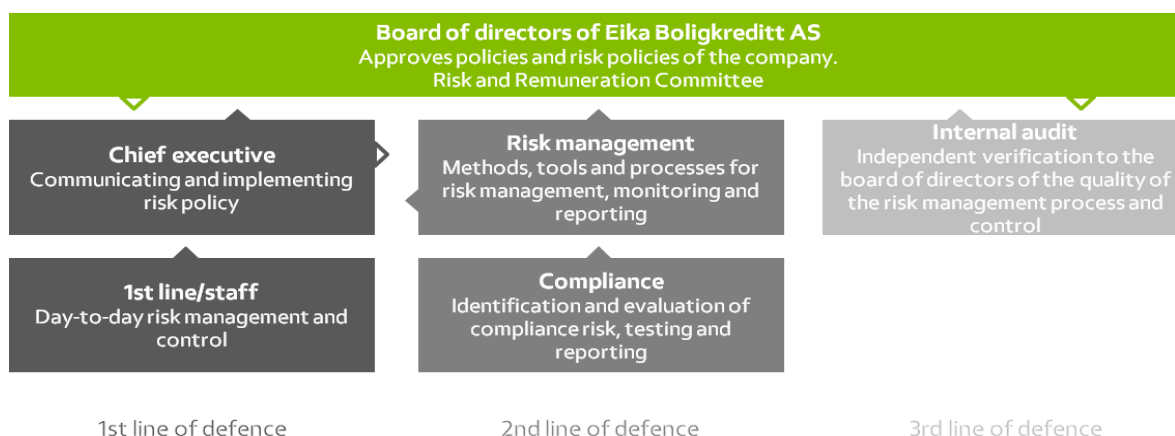 Board of directors of Eika Boligkreditt AS
Approves policies and risk policies of the company.
Risk and Remuneration Committee
Chief executive
Communicating and implementing
risk policy
Risk management
Methods, tools and processes for
risk management, monitoring and
reporting
Internal audit
Independent verification to the
board of directors of the quality of
the risk management process and
control
1st line/staff
Day-to-day risk management and
control
Compliance
Identification and evaluation of
compliance risk, testing and
reporting
1st line of defence
2nd line of defence
3rd line of defence